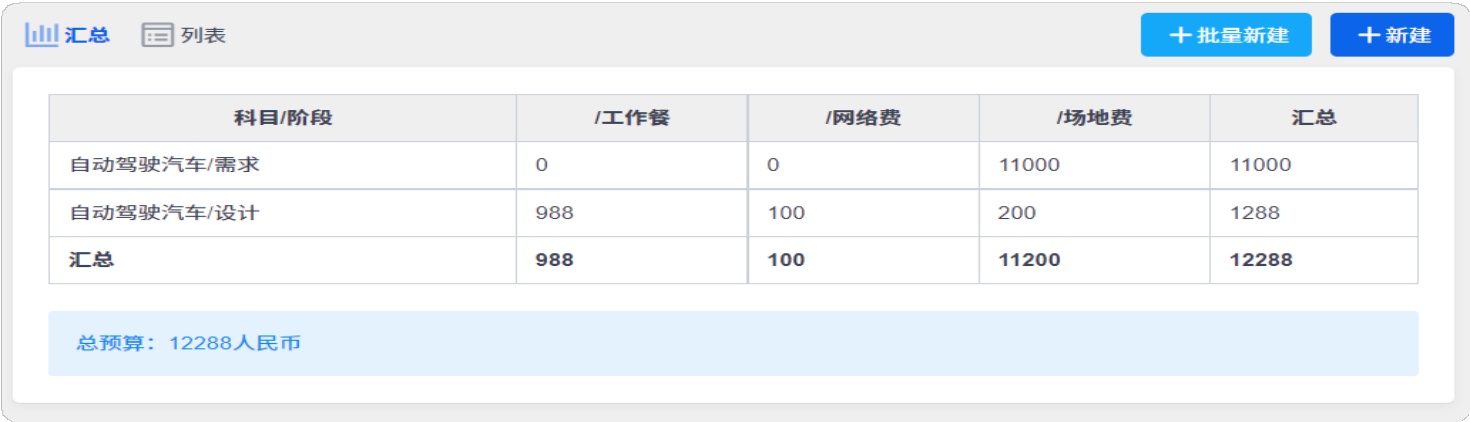 汇总 列表 批量新建 新建
科目/阶段 /工作餐 /网络费 /场地费 汇总
自动驾驶汽车/需求 0 0 11000 11000
自动驾驶汽车/设计 988 100 200 1288
汇总 988 100 11200 12288
总预算：12288人民币